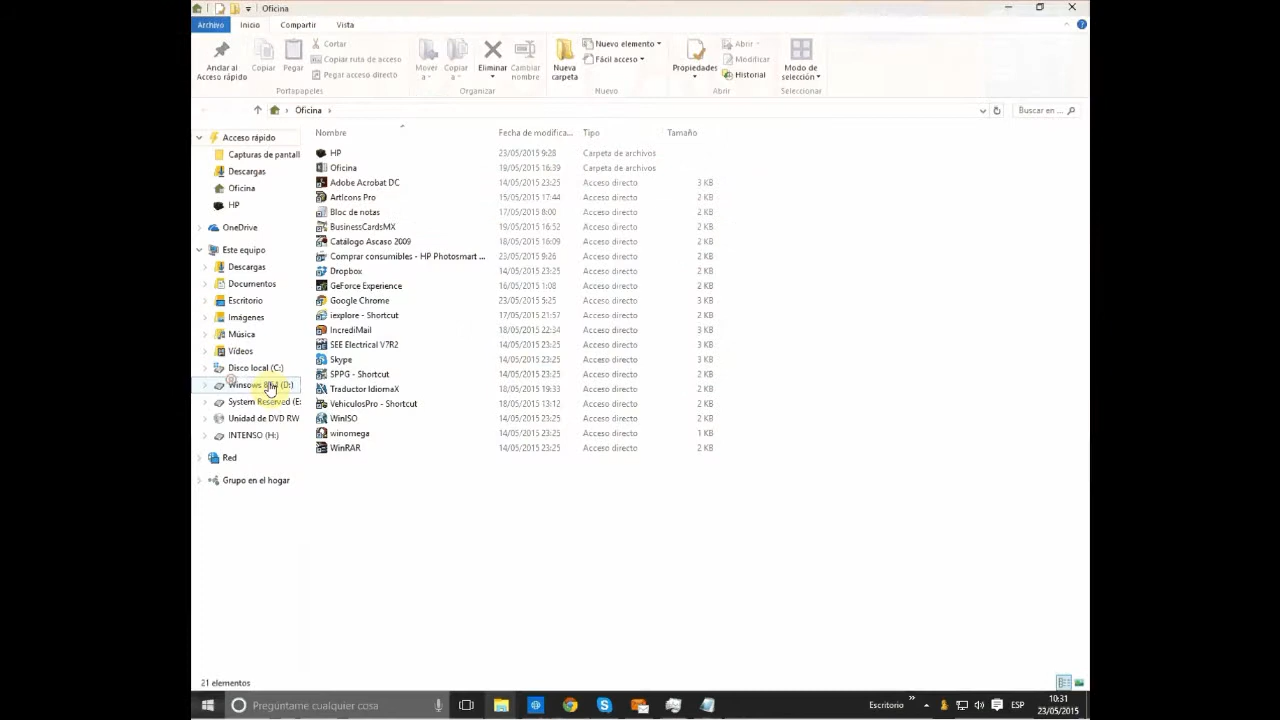 Oficina
Archivo Inicio Compartir Vista
Anclar al Acceso rápido
Copiar
Pegar
Cortar
Copiar ruta de acceso
Pegar acceso directo
Portapapeles
Mover a
Copiar a
Eliminar
Cambiar nombre
Organizar
Nueva carpeta
Nuevo elemento
Fácil acceso
Nuevo
Propiedades
Abrir
Modificar
Historial
Abrir
Modo de selección
Seleccionar
Oficina
Buscar en ...
Acceso rápido
Capturas de pantall
Descargas
Oficina
HP
OneDrive
Este equipo
Descargas
Documentos
Escritorio
Imágenes
Música
Vídeos
Disco local (C:)
(D:)
System Reserved (E:
Unidad de DVD RW
INTENSO (H:)
Red
Grupo en el hogar
Nombre Fecha de modifica... Tipo Tamaño
HP 23/05/2015 9:28 Carpeta de archivos
Oficina 19/05/2015 16:39 Carpeta de archivos
Adobe Acrobat DC 14/05/2015 23:25 Acceso directo 3 KB
ArtIcons Pro 15/05/2015 17:44 Acceso directo 2 KB
Bloc de notas 17/05/2015 8:00 Acceso directo 2 KB
BusinessCardsMX 19/05/2015 16:52 Acceso directo 2 KB
Catálogo Ascaso 2009 18/05/2015 16:09 Acceso directo 2 KB
Comprar consumibles - HP Photosmart ... 23/05/2015 9:26 Acceso directo 2 KB
Dropbox 14/05/2015 23:25 Acceso directo 2 KB
GeForce Experience 16/05/2015 1:08 Acceso directo 2 KB
Google Chrome 23/05/2015 5:25 Acceso directo 3 KB
iexplore - Shortcut 17/05/2015 21:57 Acceso directo 2 KB
IncrediMail 18/05/2015 22:34 Acceso directo 3 KB
SEE Electrical V7R2 14/05/2015 23:25 Acceso directo 3 KB
Skype 14/05/2015 23:25 Acceso directo 3 KB
SPPG - Shortcut 14/05/2015 23:25 Acceso directo 2 KB
Traductor IdiomaX 18/05/2015 19:33 Acceso directo 2 KB
VehiculosPro - Shortcut 18/05/2015 13:12 Acceso directo 2 KB
WinISO 14/05/2015 23:25 Acceso directo 2 KB
winomega 14/05/2015 23:25 Acceso directo 1 KB
WinRAR 14/05/2015 23:25 Acceso directo 2 KB
21 elementos
Pregúntame cualquier cosa
Escritorio
ESP
10:31
23/05/2015